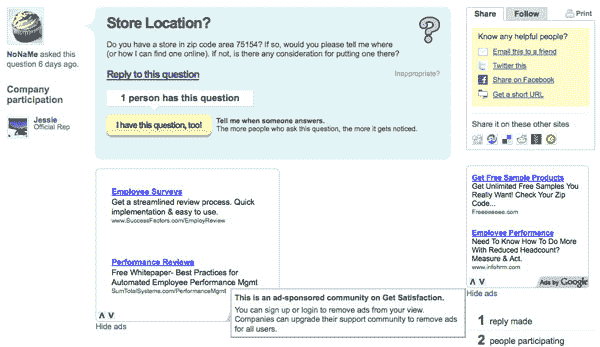 NoNaMe asked this
question 6 days ago.
Company
participation
Jessie
Official Rep
Store Location?
Do you have a store in zip code area 75154? If so, would you please tell me where
(or how I can find one online). If not, is there any consideration for putting one there?
Reply to this question
Inappropriate?
1 person has this question
I have this question, too!
Tell me when someone answers.
The more people who ask this question, the more it gets noticed.
Share
Follow
Print
Know any helpful people?
Email this to a friend
Twitter this
Share on Facebook
Get a short URL
Share it on these other sites
Employee Surveys
Get a streamlined review process. Quick
implementation & easy to use.
www.SuccessFactors.com/EmployReview
Performance Reviews
Free Whitepaper- Best Practices for
Automated Employee Performance Mgmt
SumTotalSystems.com/PerformanceMgmt
Hide ads
This is an ad-sponsored community on Get Satisfaction.
You can sign up or login to remove ads from your view.
Companies can upgrade their support community to remove ads
for all users.
Get Free Sample Products
Get Unlimited Free Samples You
Really Want! Check Your Zip
Code...
Freeeeeeee.com
Employee Performance
Need To Know How To Do More
With Reduced Headcount?
Measure & Act.
www.infohrm.com
Ads by Google
Hide ads
1 reply made
2 people participating